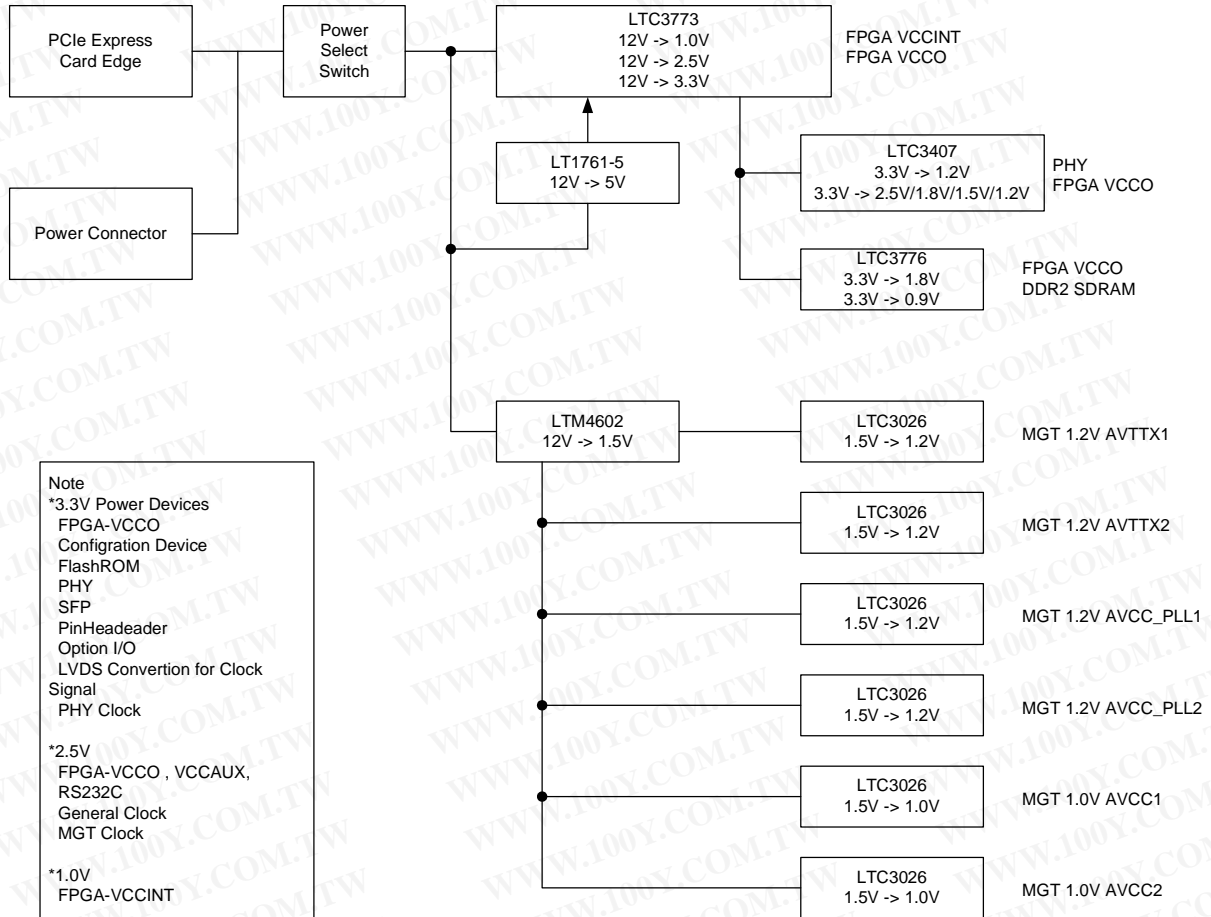 PCIe Express
Card Edge
Power
Select
Switch
LTC3773
12V -> 1.0V
12V -> 2.5V
12V -> 3.3V
FPGA VCCINT
FPGA VCCO
LT1761-5
12V -> 5V
LTC3407
3.3V -> 1.2V
3.3V -> 2.5V/1.8V/1.5V/1.2V
PHY
FPGA VCCO
Power Connector
LTC3776
3.3V -> 1.8V
3.3V -> 0.9V
FPGA VCCO
DDR2 SDRAM
LTM4602
12V -> 1.5V
LTC3026
1.5V -> 1.2V
MGT 1.2V AVTTX1
LTC3026
1.5V -> 1.2V
MGT 1.2V AVTTX2
LTC3026
1.5V -> 1.2V
MGT 1.2V AVCC_PLL1
LTC3026
1.5V -> 1.2V
MGT 1.2V AVCC_PLL2
LTC3026
1.5V -> 1.0V
MGT 1.0V AVCC1
LTC3026
1.5V -> 1.0V
MGT 1.0V AVCC2
Note
*3.3V Power Devices
FPGA-VCCO
Configration Device
FlashROM
PHY
SFP
PinHeadeader
Option I/O
LVDS Convertion for Clock
Signal
PHY Clock
*2.5V
FPGA-VCCO , VCCAUX,
RS232C
General Clock
MGT Clock
*1.0V
FPGA-VCCINT
WWW.100Y.COM.TW